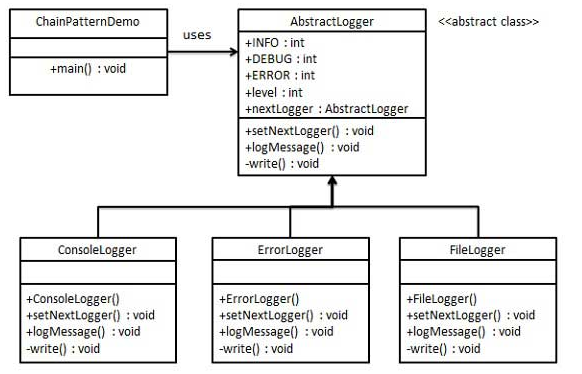 ChainPatternDemo
+main() : void
uses
AbstractLogger
<<abstract class>>
+INFO : int
+DEBUG : int
+ERROR : int
+level : int
+nextLogger : AbstractLogger
+setNextLogger() : void
+logMessage() : void
-write() : void
ConsoleLogger
+ConsoleLogger()
+setNextLogger() : void
+logMessage() : void
-write() : void
ErrorLogger
+ErrorLogger()
+setNextLogger() : void
+logMessage() : void
-write() : void
FileLogger
+FileLogger()
+setNextLogger() : void
+logMessage() : void
-write() : void